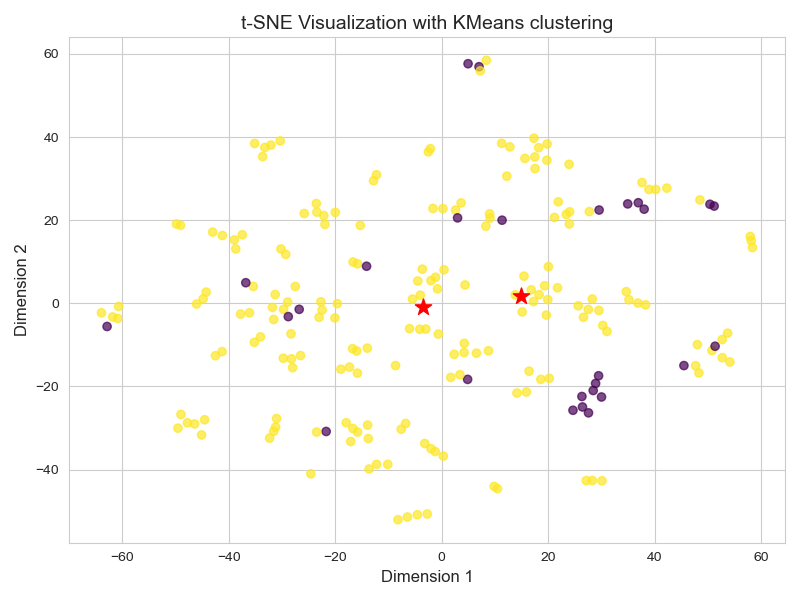 t-SNE Visualization with KMeans clustering
60
40
20
0
−20
−40
Dimension 2
−60 −40 −20 0 20 40 60
Dimension 1